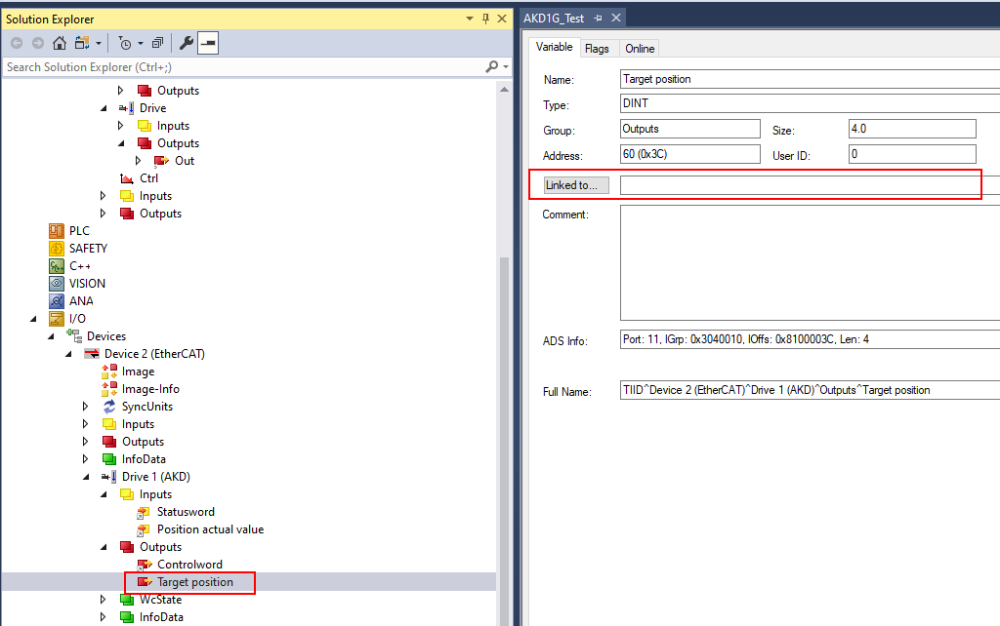 Solution Explorer
Search Solution Explorer (Ctrl+;)
Outputs
Drive
Inputs
Outputs
Out
Ctrl
Inputs
Outputs
PLC
SAFETY
C++
VISION
ANA
I/O
Devices
Device 2 (EtherCAT)
Image
Image-Info
SyncUnits
Inputs
Outputs
InfoData
Drive 1 (AKD)
Inputs
Statusword
Position actual value
Outputs
Controlword
Target position
WcState
InfoData
AKD1G_Test
Variable Flags Online
Name: Target position
Type: DINT
Group: Outputs Size: 4.0
Address: 60 (0x3C) User ID: 0
Linked to...
Comment:
ADS Info: Port: 11, IGrp: 0x3040010, IOffs: 0x8100003C, Len: 4
Full Name: TIID^Device 2 (EtherCAT)^Drive 1 (AKD)^Outputs^Target position